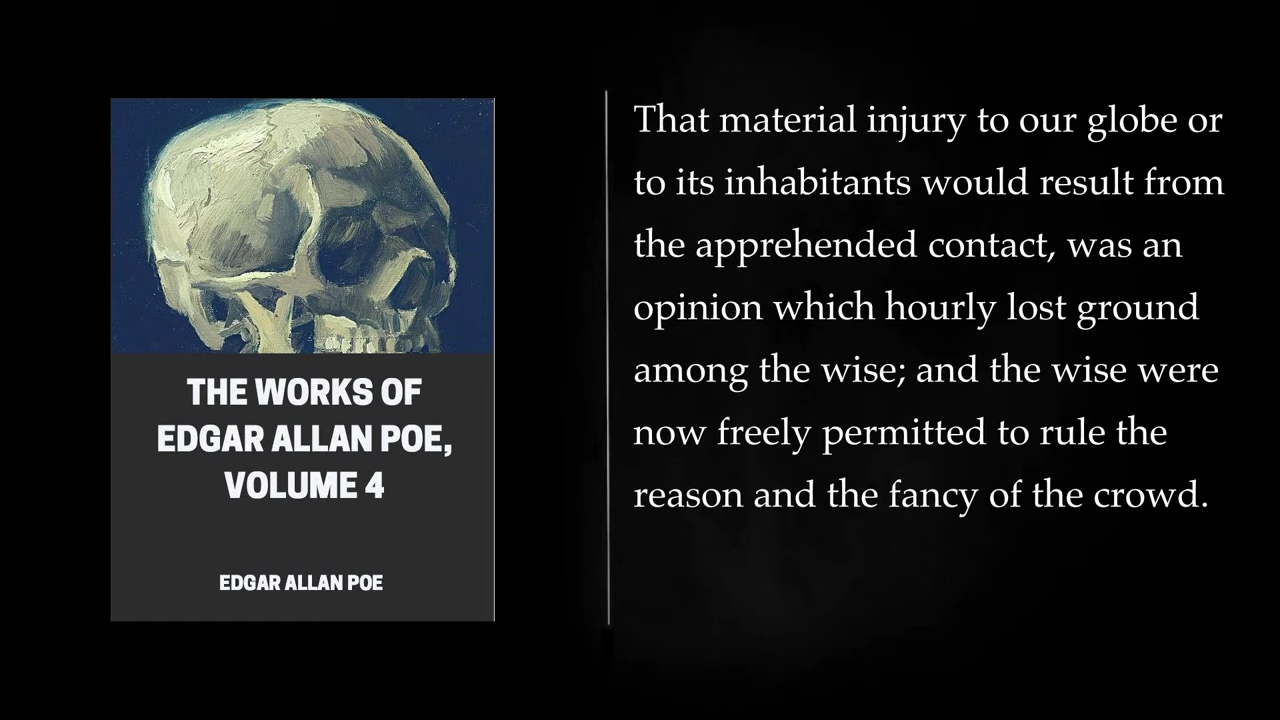 THE WORKS OF
EDGAR ALLAN POE,
VOLUME 4
EDGAR ALLAN POE
That material injury to our globe or
to its inhabitants would result from
the apprehended contact, was an
opinion which hourly lost ground
among the wise; and the wise were
now freely permitted to rule the
reason and the fancy of the crowd.